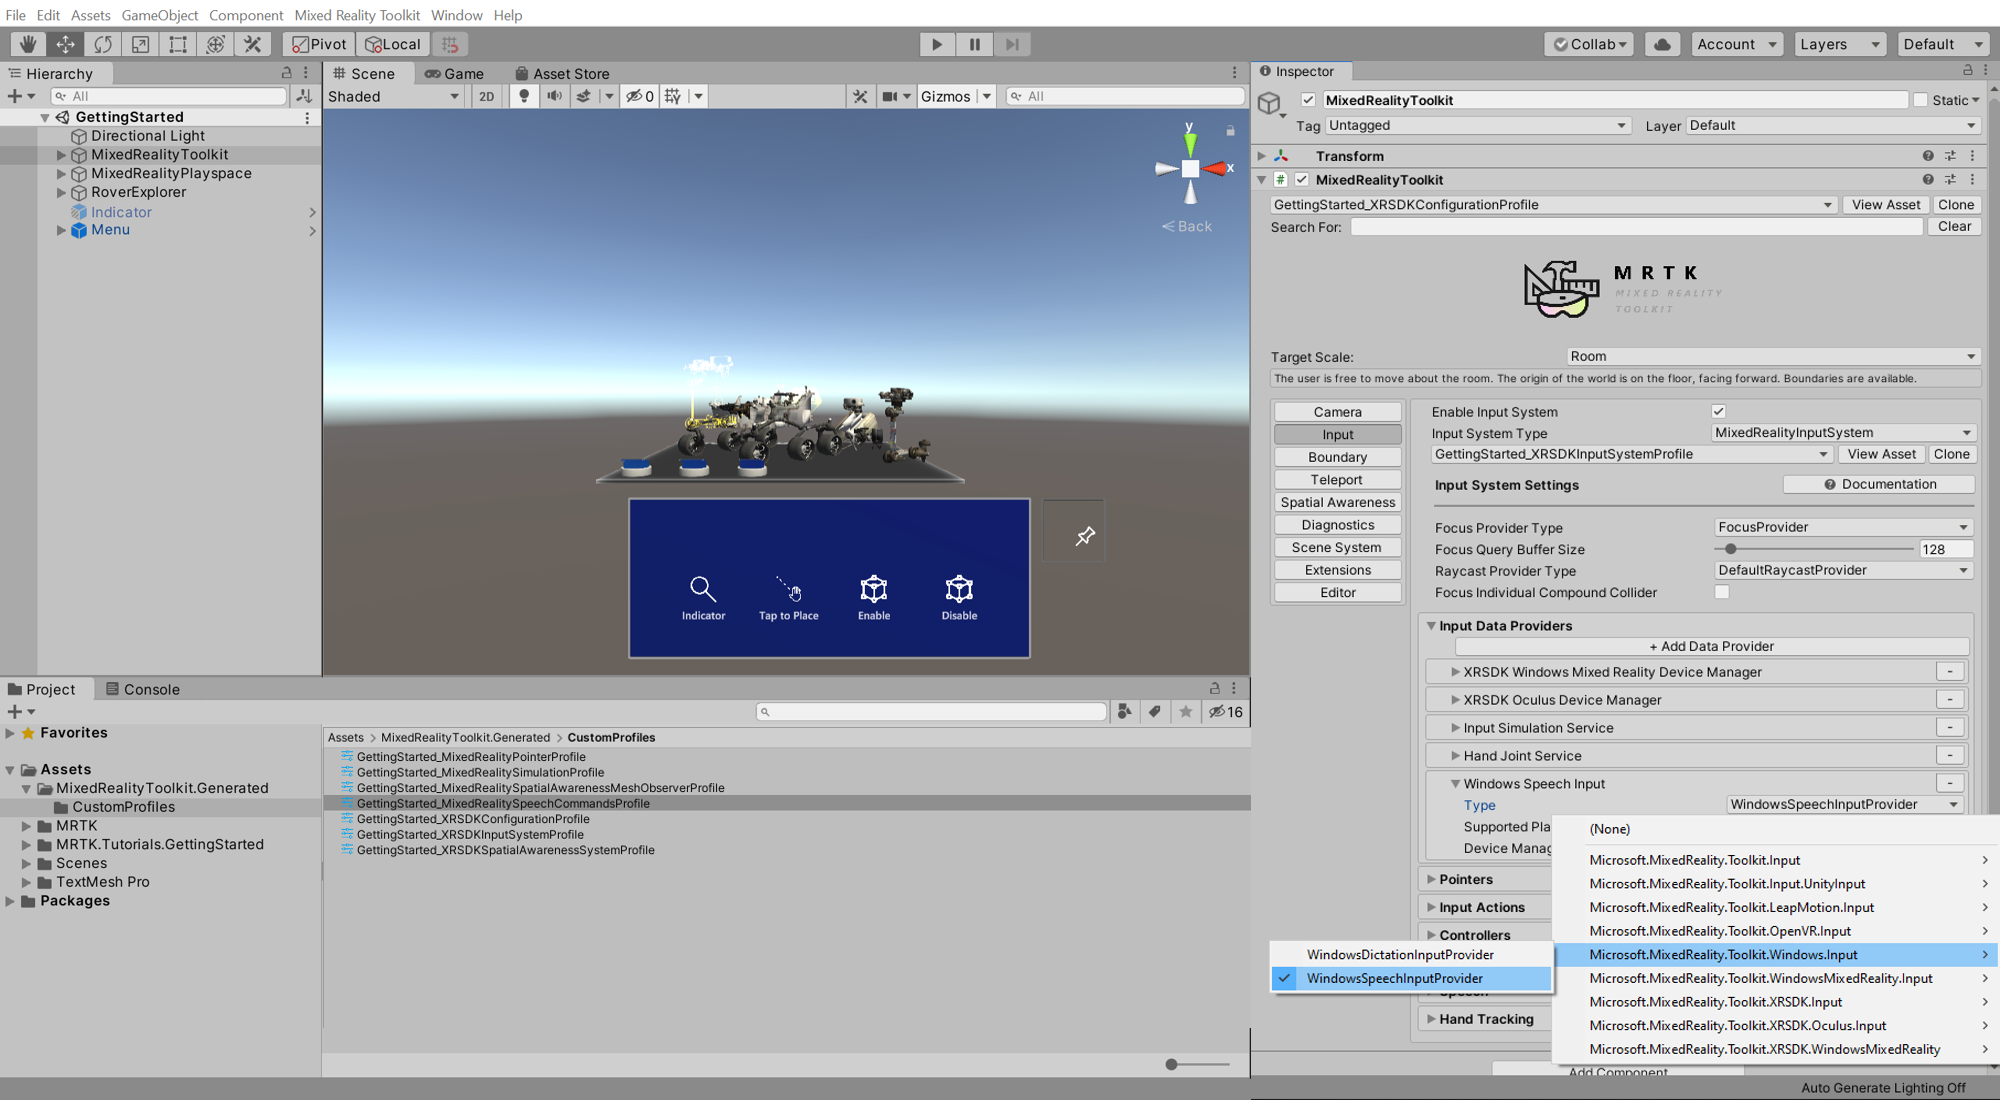 File Edit Assets GameObject Component Mixed Reality Toolkit Window Help
Pivot Local Collab Account Layers Default
Hierarchy
All
GettingStarted
Directional Light
MixedRealityToolkit
MixedRealityPlayspace
RoverExplorer
Indicator
Menu
Scene Game Asset Store
Shaded 2D 0 Gizmos All
y
x
Back
Indicator Tap to Place Enable Disable
Project Console
16
Favorites
Assets
MixedRealityToolkit.Generated
CustomProfiles
MRTK
MRTK.Tutorials.GettingStarted
Scenes
TextMesh Pro
Packages
Assets > MixedRealityToolkit.Generated > CustomProfiles
GettingStarted_MixedRealityPointerProfile
GettingStarted_MixedRealitySimulationProfile
GettingStarted_MixedRealitySpatialAwarenessMeshObserverProfile
GettingStarted_MixedRealitySpeechCommandsProfile
GettingStarted_XRSDKConfigurationProfile
GettingStarted_XRSDKInputSystemProfile
GettingStarted_XRSDKSpatialAwarenessSystemProfile
Inspector
MixedRealityToolkit Static
Tag Untagged Layer Default
Transform
MixedRealityToolkit
GettingStarted_XRSDKConfigurationProfile View Asset Clone
Search For: Clear
MRTK
MIXED REALITY
TOOLKIT
Target Scale: Room
The user is free to move about the room. The origin of the world is on the floor, facing forward. Boundaries are available.
Camera
Input
Boundary
Teleport
Spatial Awareness
Diagnostics
Scene System
Extensions
Editor
Enable Input System
Input System Type MixedRealityInputSystem
GettingStarted_XRSDKInputSystemProfile View Asset Clone
Input System Settings Documentation
Focus Provider Type FocusProvider
Focus Query Buffer Size 128
Raycast Provider Type DefaultRaycastProvider
Focus Individual Compound Collider
Input Data Providers
+ Add Data Provider
XRSDK Windows Mixed Reality Device Manager -
XRSDK Oculus Device Manager -
Input Simulation Service -
Hand Joint Service -
Windows Speech Input -
Type WindowsSpeechInputProvider
Supported Pla
Device Manag
Pointers
Input Actions
Controllers
Speech
Hand Tracking
Add Component
(None)
Microsoft.MixedReality.Toolkit.Input
Microsoft.MixedReality.Toolkit.Input.UnityInput
Microsoft.MixedReality.Toolkit.LeapMotion.Input
Microsoft.MixedReality.Toolkit.OpenVR.Input
Microsoft.MixedReality.Toolkit.Windows.Input
Microsoft.MixedReality.Toolkit.WindowsMixedReality.Input
Microsoft.MixedReality.Toolkit.XRSDK.Input
Microsoft.MixedReality.Toolkit.XRSDK.Oculus.Input
Microsoft.MixedReality.Toolkit.XRSDK.WindowsMixedReality
WindowsDictationInputProvider
WindowsSpeechInputProvider
Auto Generate Lighting Off